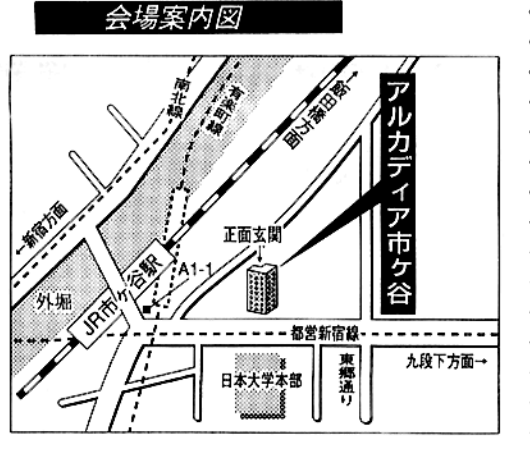 会場案内図
南北線
有楽町線
飯田橋方面→
アルカディア市ヶ谷
←新宿方面
正面玄関
JR市ヶ谷駅
A1-1
外堀
都営新宿線
日本大学本部
東郷通り
九段下方面→